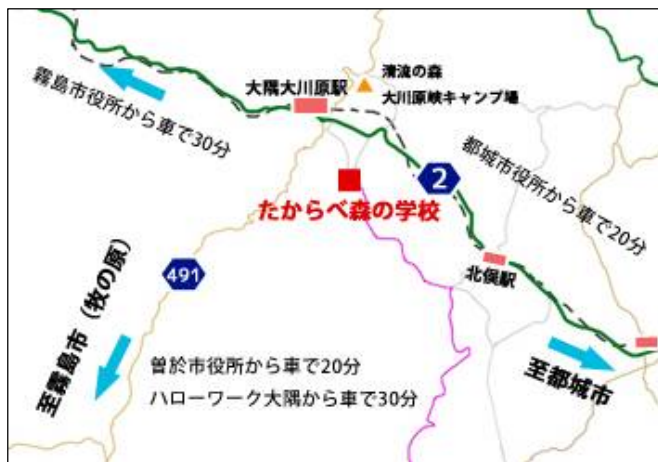 清流の森
大川原峡キャンプ場
大隅大川原駅
霧島市役所から車で30分
2
都城市役所から車で20分
たからべ森の学校
北俣駅
491
至霧島市（牧の原）
曽於市役所から車で20分
ハローワーク大隅から車で30分
至都城市